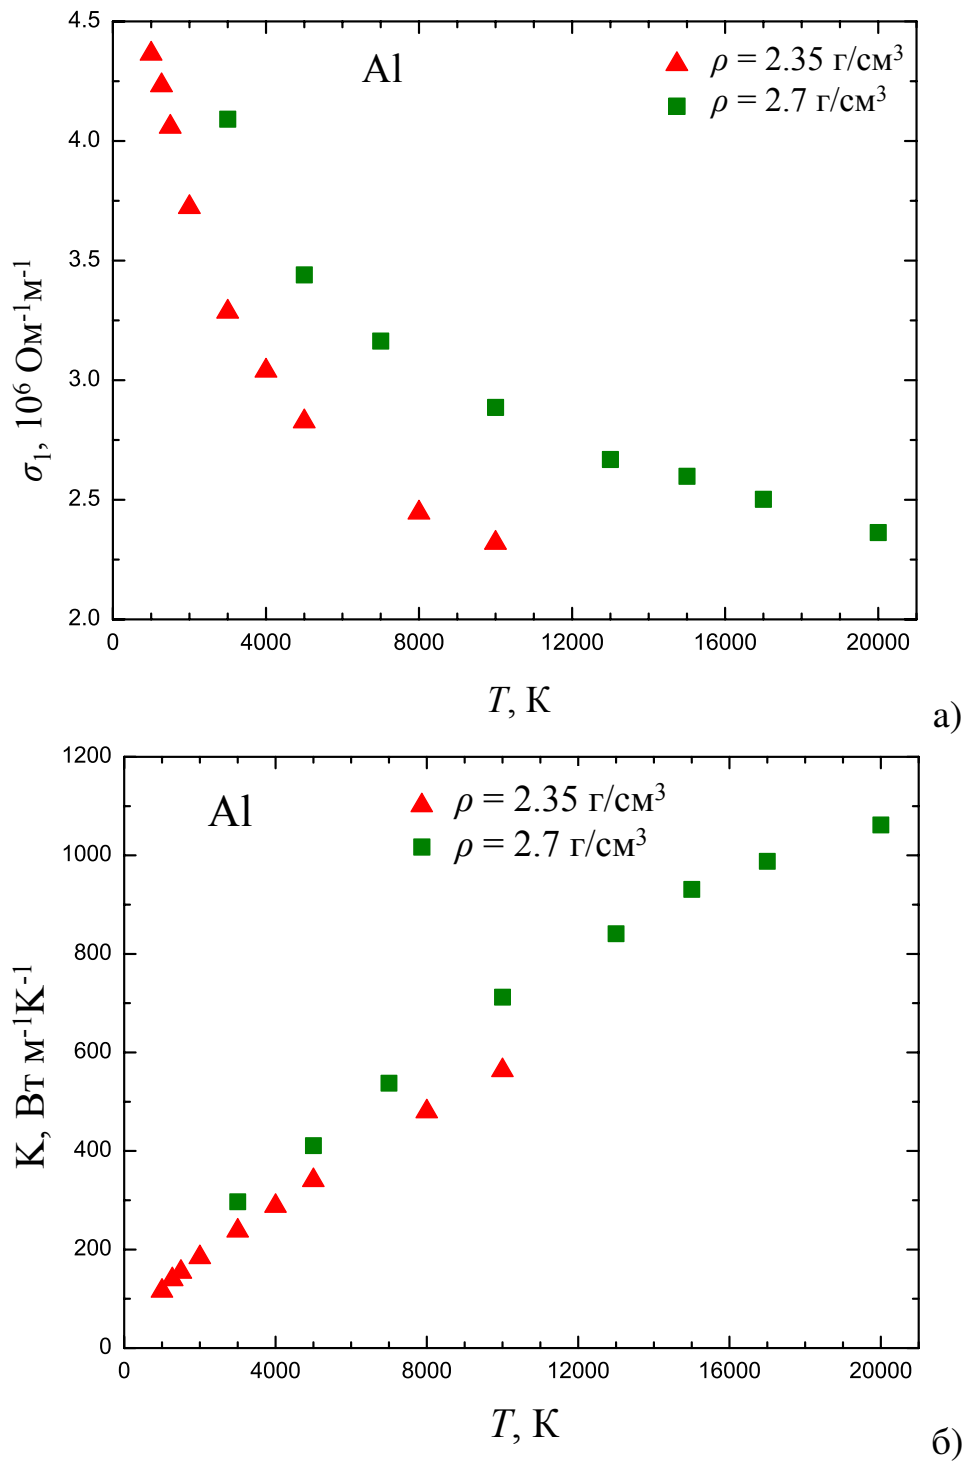 4.5
4.0
3.5
3.0
2.5
2.0
σ₁, 10⁶ Ом⁻¹м⁻¹
Al
ρ = 2.35 г/см³
ρ = 2.7 г/см³
0 4000 8000 12000 16000 20000
T, К
а)
1200
1000
800
600
400
200
0
К, Вт м⁻¹К⁻¹
Al
ρ = 2.35 г/см³
ρ = 2.7 г/см³
0 4000 8000 12000 16000 20000
T, К
б)